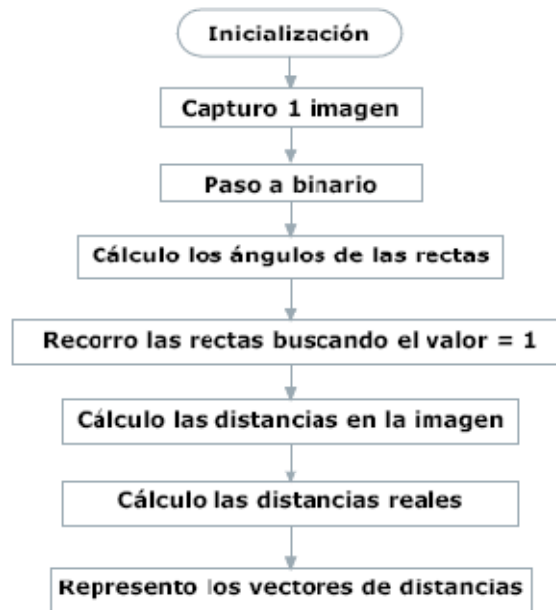 Inicialización
Capturo 1 imagen
Paso a binario
Cálculo los ángulos de las rectas
Recorro las rectas buscando el valor = 1
Cálculo las distancias en la imagen
Cálculo las distancias reales
Represento los vectores de distancias